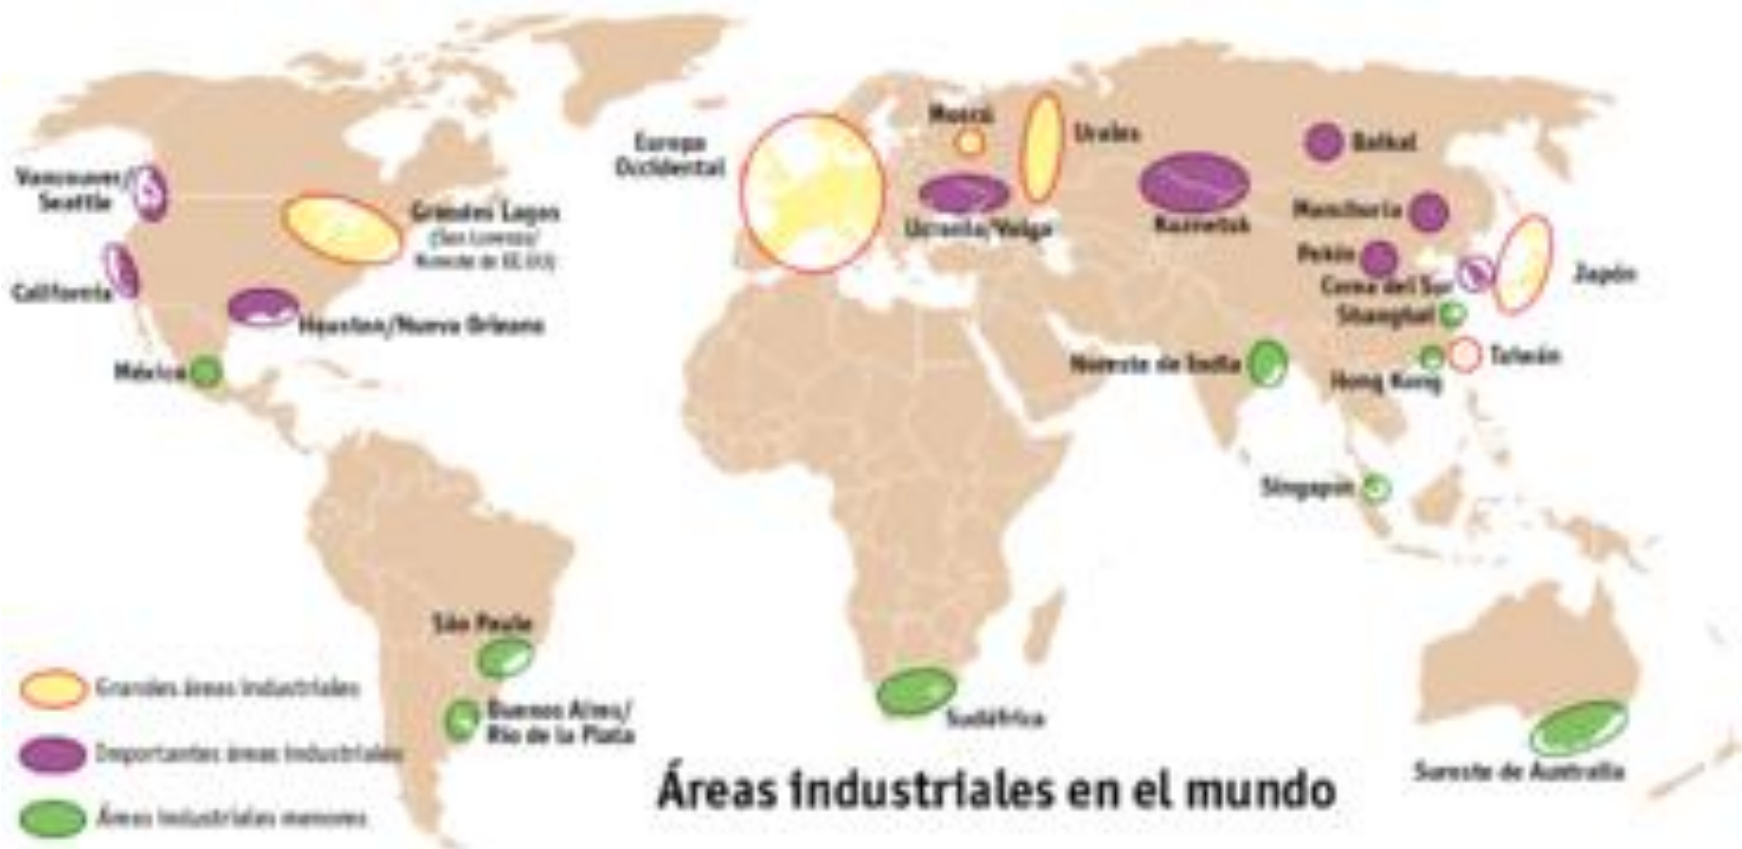 Europa
Occidental
Moscú
Urales
Baikal
Vancouver/
Seattle
Grandes Lagos
(San Lorenzo/
Noreste de EE.UU)
Ucrania/Volga
Kuznetsk
Manchuria
Pekín
Corea del Sur
Japón
California
Houston/Nueva Orleans
Shanghai
México
Noreste de India
Taiwán
Hong Kong
Singapur
São Paulo
Grandes áreas industriales
Buenos Aires/
Río de la Plata
Sudáfrica
Importantes áreas industriales
Sureste de Australia
Áreas industriales en el mundo
Áreas industriales menores